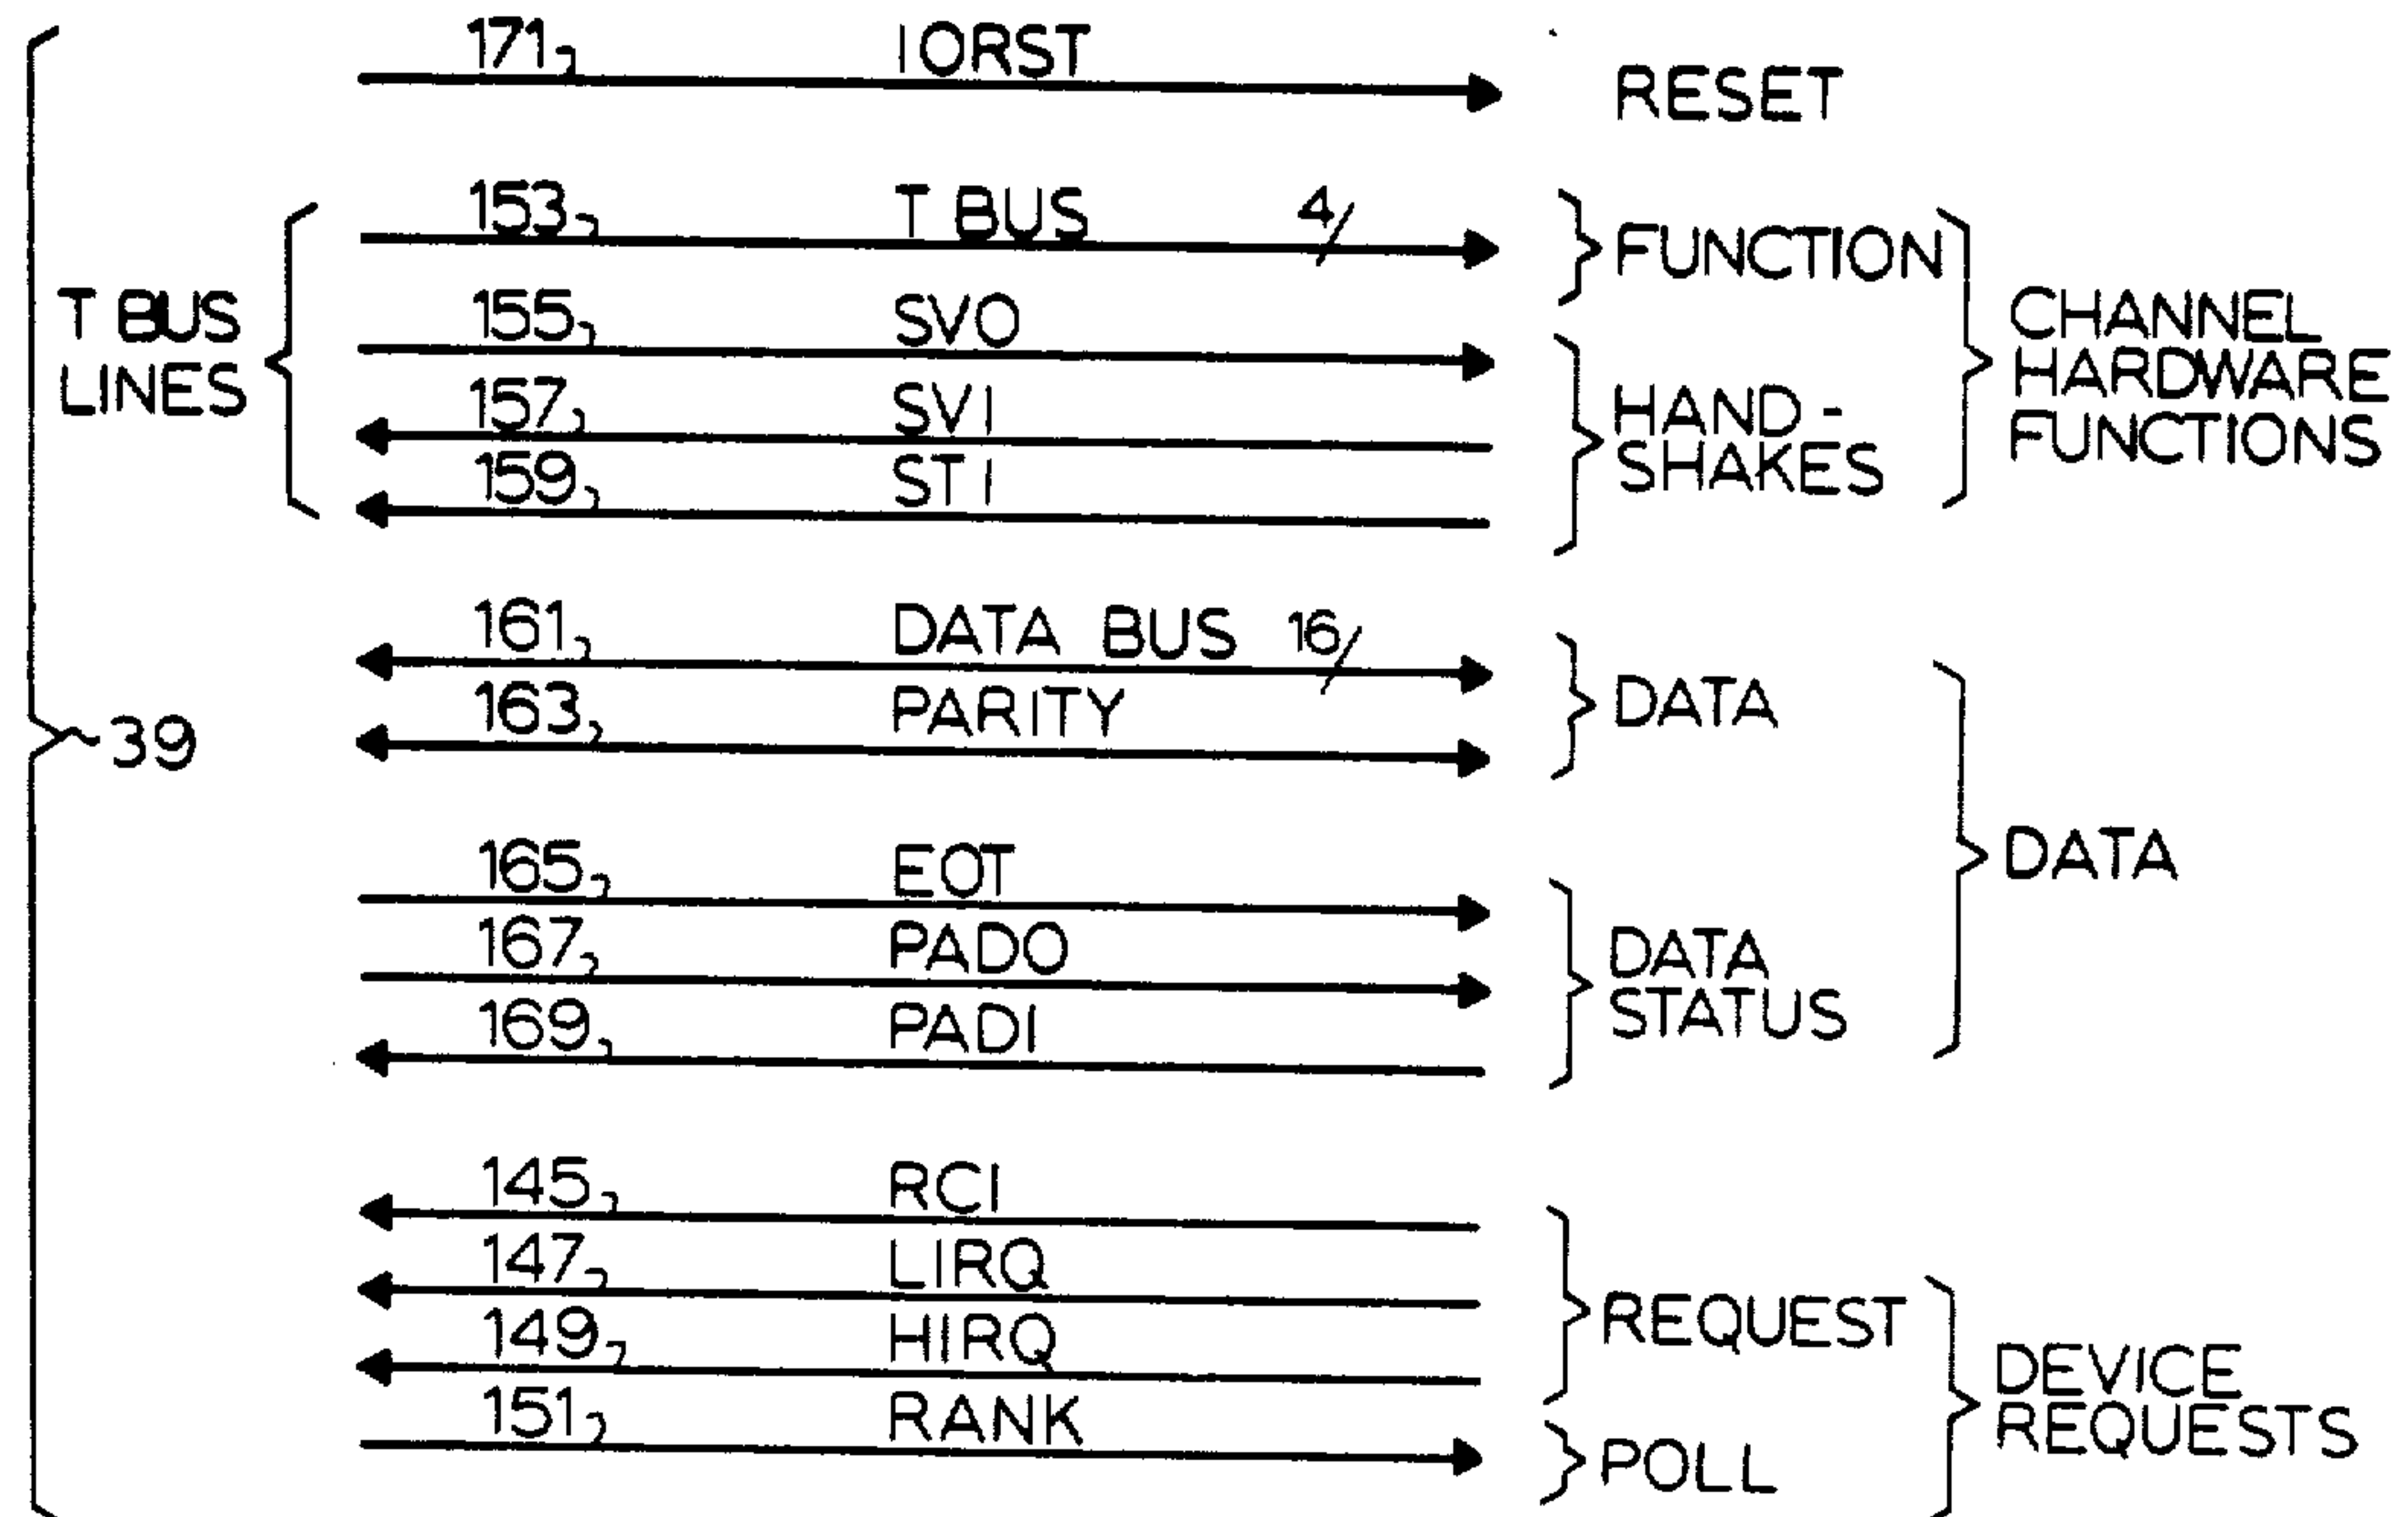 171 IORST RESET
153 T BUS 4 FUNCTION
T BUS LINES
155 SVO
157 SVI
159 STI
HAND-
SHAKES
CHANNEL
HARDWARE
FUNCTIONS
161 DATA BUS 16
163 PARITY
DATA
39
165 EOT
167 PADO
169 PADI
DATA
STATUS
DATA
145 RCI
147 LIRQ
149 HIRQ
REQUEST
151 RANK POLL
DEVICE
REQUESTS